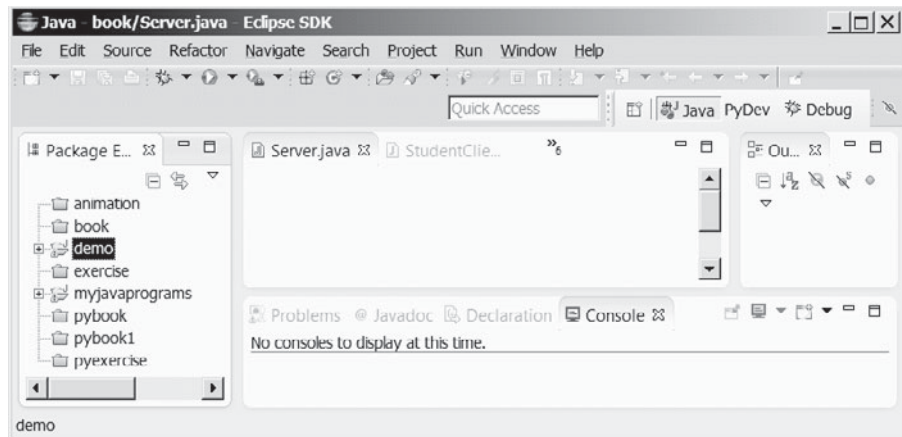 Java - book/Server.java - Eclipse SDK
File Edit Source Refactor Navigate Search Project Run Window Help
Quick Access
Java PyDev Debug
Package E...
Server.java StudentClie... »6
Ou...
animation
book
demo
exercise
myjavaprograms
pybook
pybook1
pyexercise
Problems @ Javadoc Declaration Console
No consoles to display at this time.
demo